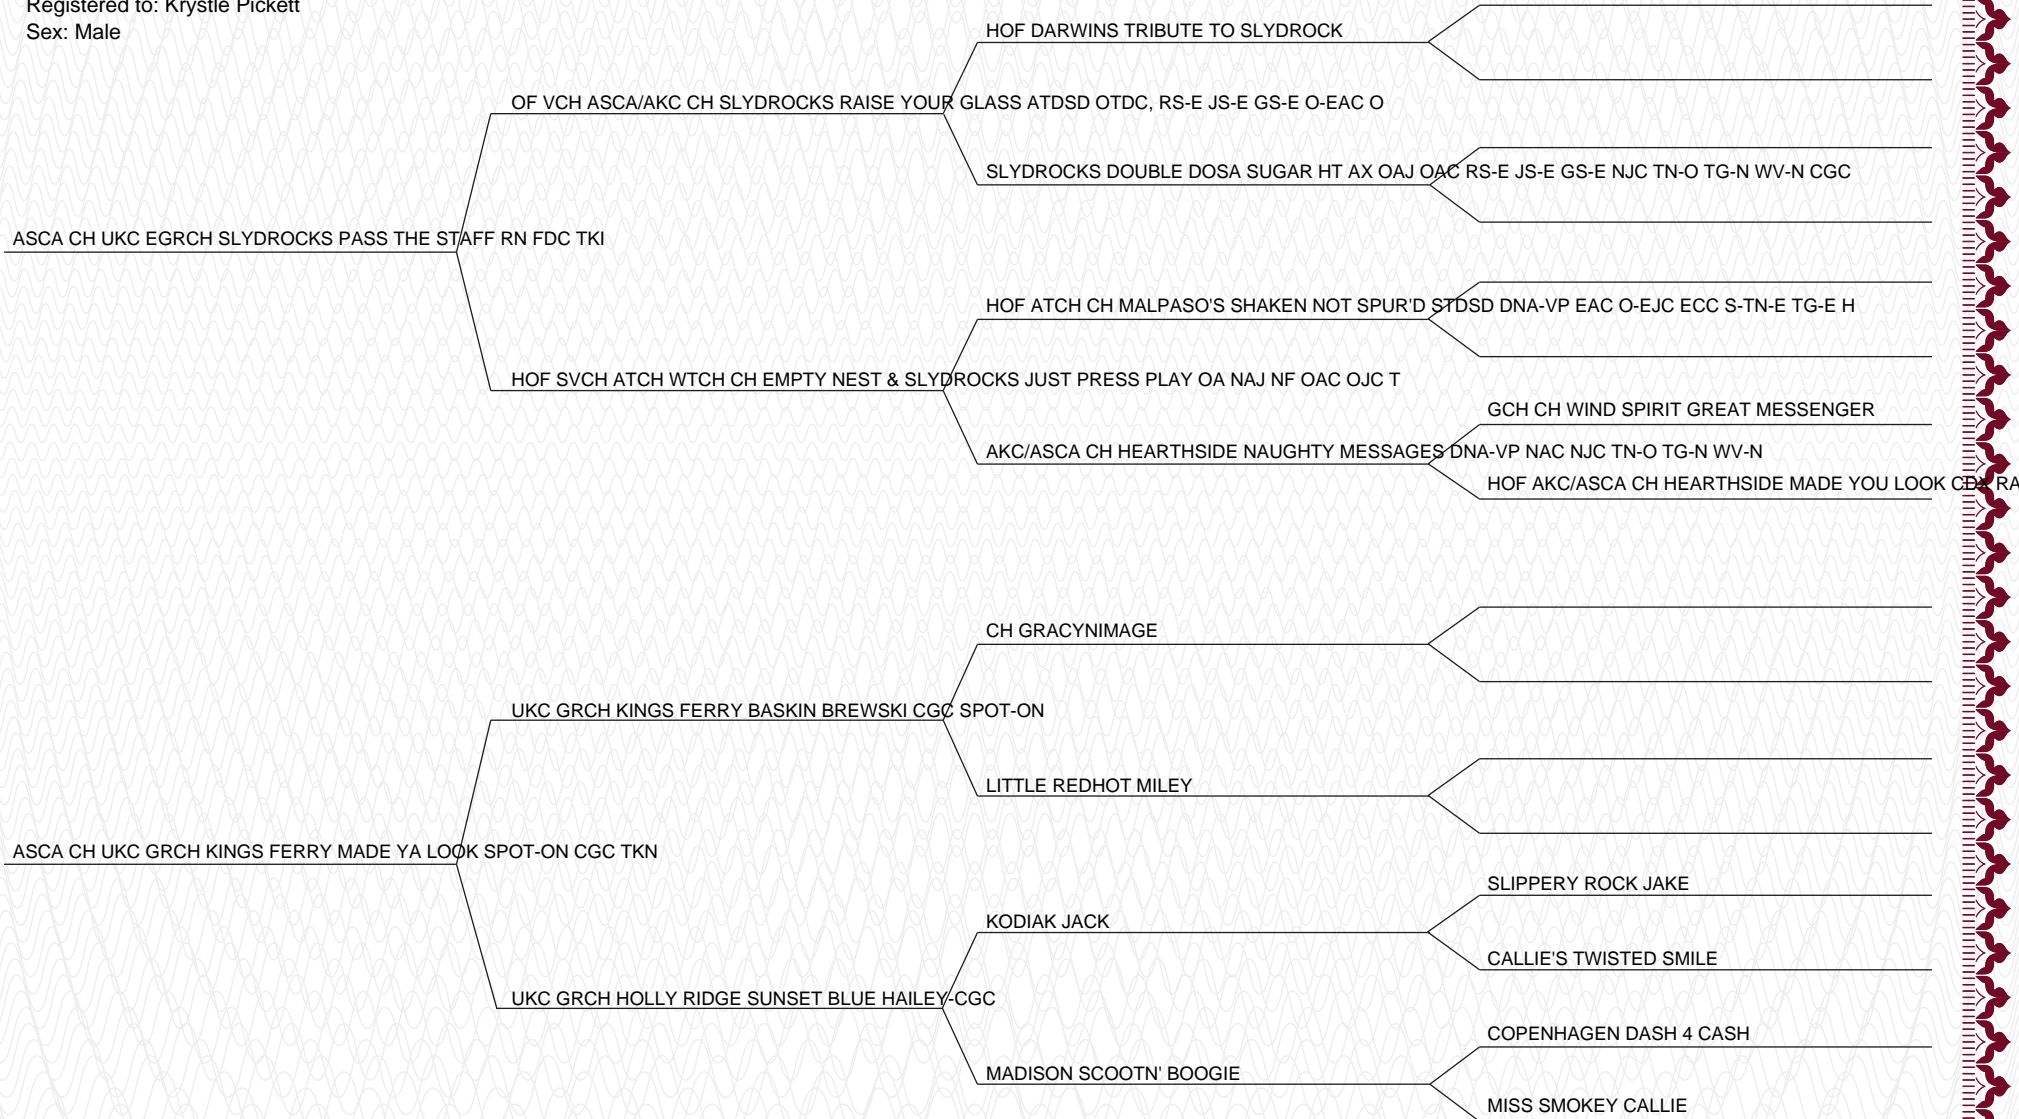 Registered to: Krystle Pickett
Sex: Male
HOF DARWINS TRIBUTE TO SLYDROCK
OF VCH ASCA/AKC CH SLYDROCKS RAISE YOUR GLASS ATDSD OTDC, RS-E JS-E GS-E O-EAC O
SLYDROCKS DOUBLE DOSA SUGAR HT AX OAJ OAC RS-E JS-E GS-E NJC TN-O TG-N WV-N CGC
ASCA CH UKC EGRCH SLYDROCKS PASS THE STAFF RN FDC TKI
HOF ATCH CH MALPASO'S SHAKEN NOT SPUR'D STDSD DNA-VP EAC O-EJC ECC S-TN-E TG-E H
HOF SVCH ATCH WTCH CH EMPTY NEST & SLYDROCKS JUST PRESS PLAY OA NAJ NF OAC OJC T
GCH CH WIND SPIRIT GREAT MESSENGER
AKC/ASCA CH HEARTHSIDE NAUGHTY MESSAGES DNA-VP NAC NJC TN-O TG-N WV-N
HOF AKC/ASCA CH HEARTHSIDE MADE YOU LOOK CDX RA
CH GRACYNIMAGE
UKC GRCH KINGS FERRY BASKIN BREWSKI CGC SPOT-ON
LITTLE REDHOT MILEY
ASCA CH UKC GRCH KINGS FERRY MADE YA LOOK SPOT-ON CGC TKN
SLIPPERY ROCK JAKE
KODIAK JACK
CALLIE'S TWISTED SMILE
UKC GRCH HOLLY RIDGE SUNSET BLUE HAILEY-CGC
COPENHAGEN DASH 4 CASH
MADISON SCOOTN' BOOGIE
MISS SMOKEY CALLIE